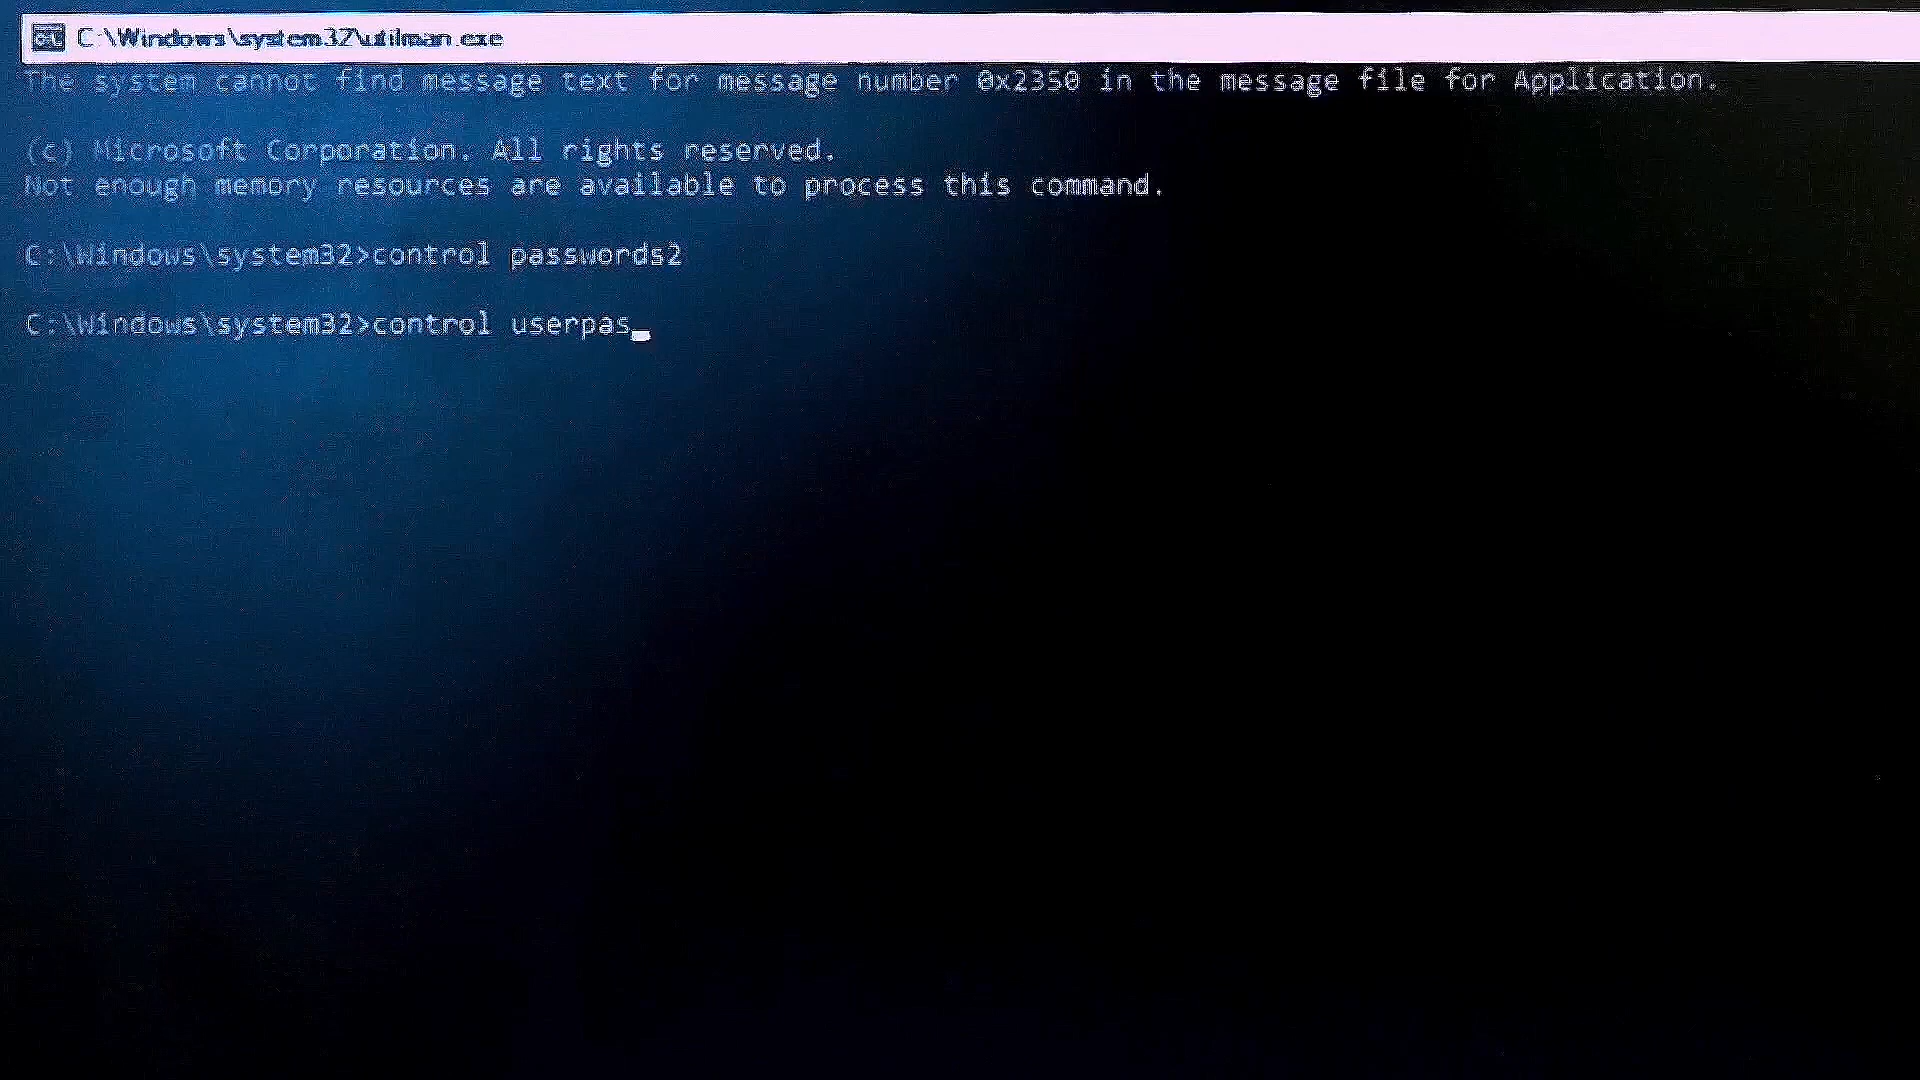 C:\Windows\system32\utilman.exe
The system cannot find message text for message number 0x2350 in the message file for Application.
(c) Microsoft Corporation. All rights reserved.
Not enough memory resources are available to process this command.
C:\Windows\system32>control passwords2
C:\Windows\system32>control userpas